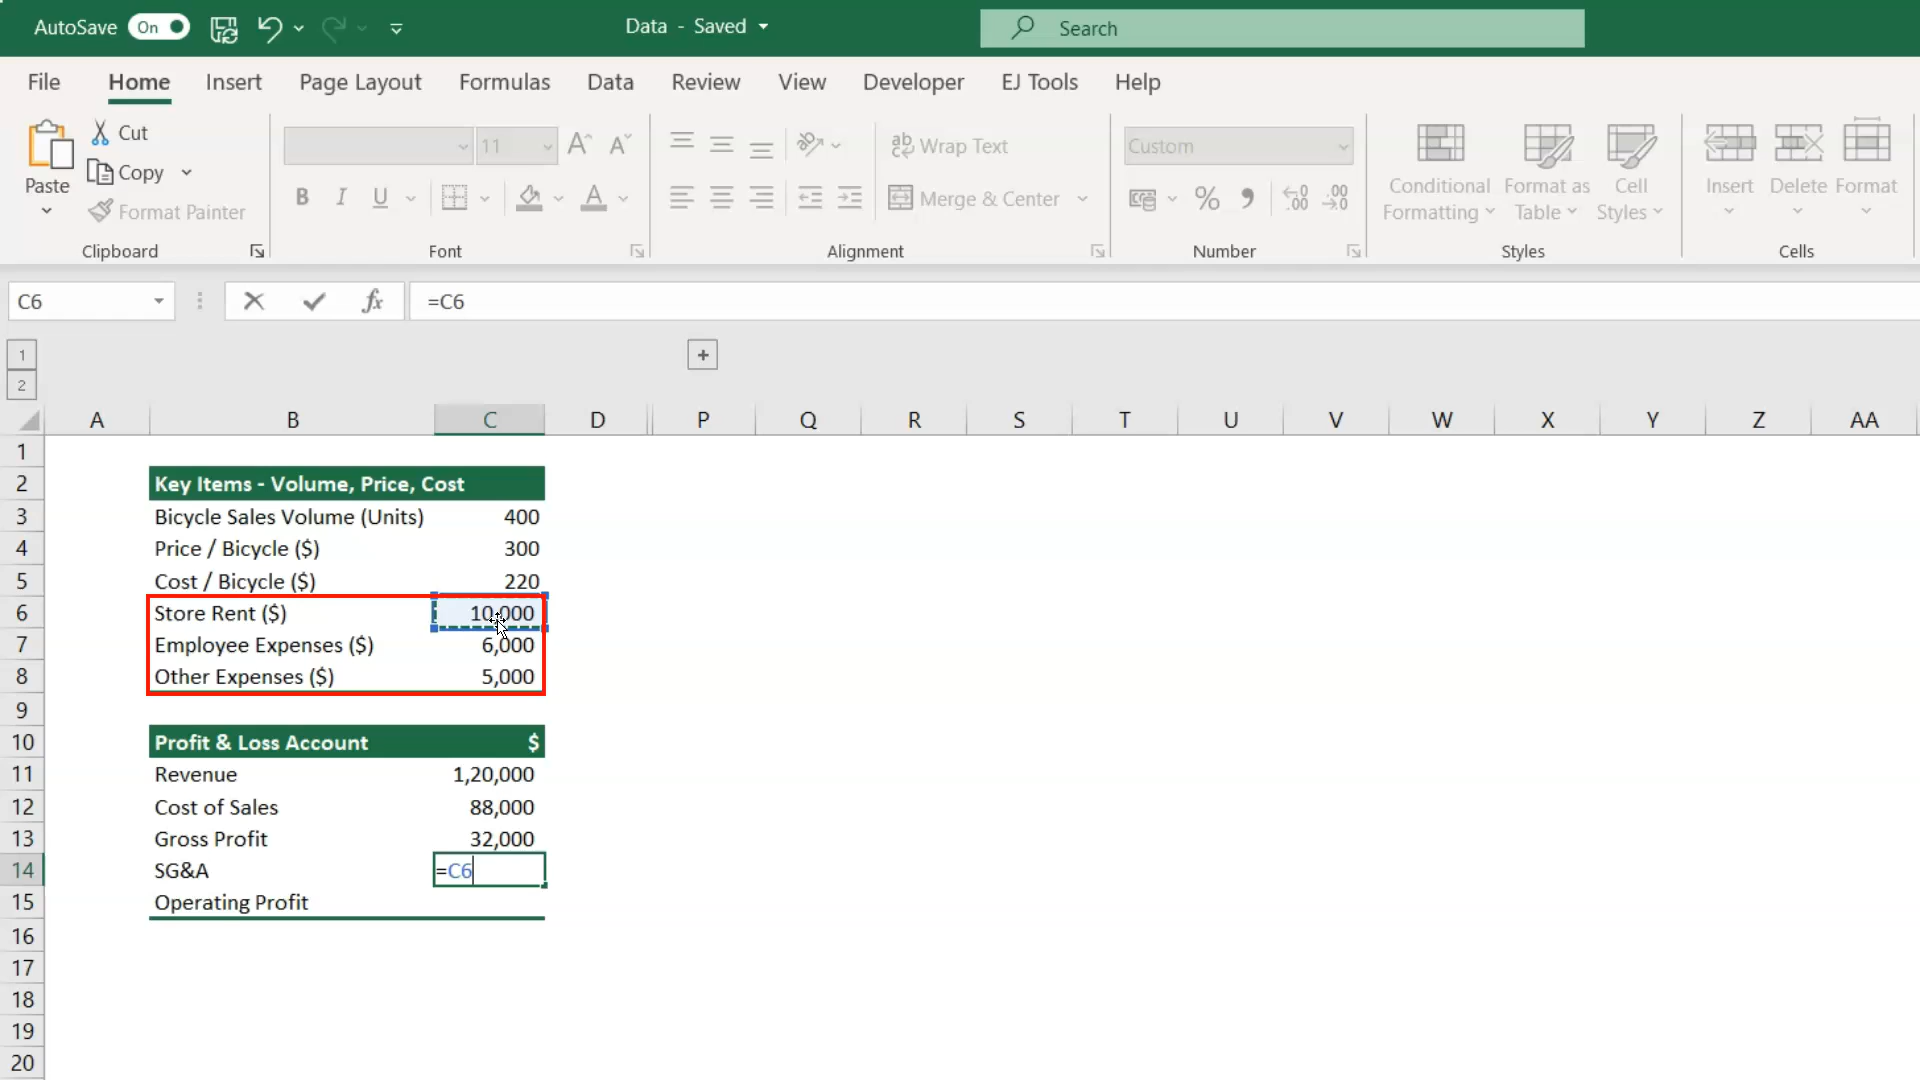 AutoSave On Data - Saved Search
File Home Insert Page Layout Formulas Data Review View Developer EJ Tools Help
Paste Cut Copy Format Painter
Clipboard
11
Font
Wrap Text
Merge & Center
Alignment
Custom
Number
Conditional Formatting Format as Table Cell Styles
Styles
Insert Delete Format
Cells
C6 fx =C6
1
2
+
A B C D P Q R S T U V W X Y Z AA
1
2 Key Items - Volume, Price, Cost
3 Bicycle Sales Volume (Units) 400
4 Price / Bicycle ($) 300
5 Cost / Bicycle ($) 220
6 Store Rent ($) 10,000
7 Employee Expenses ($) 6,000
8 Other Expenses ($) 5,000
9
10 Profit & Loss Account $
11 Revenue 1,20,000
12 Cost of Sales 88,000
13 Gross Profit 32,000
14 SG&A =C6
15 Operating Profit
16
17
18
19
20